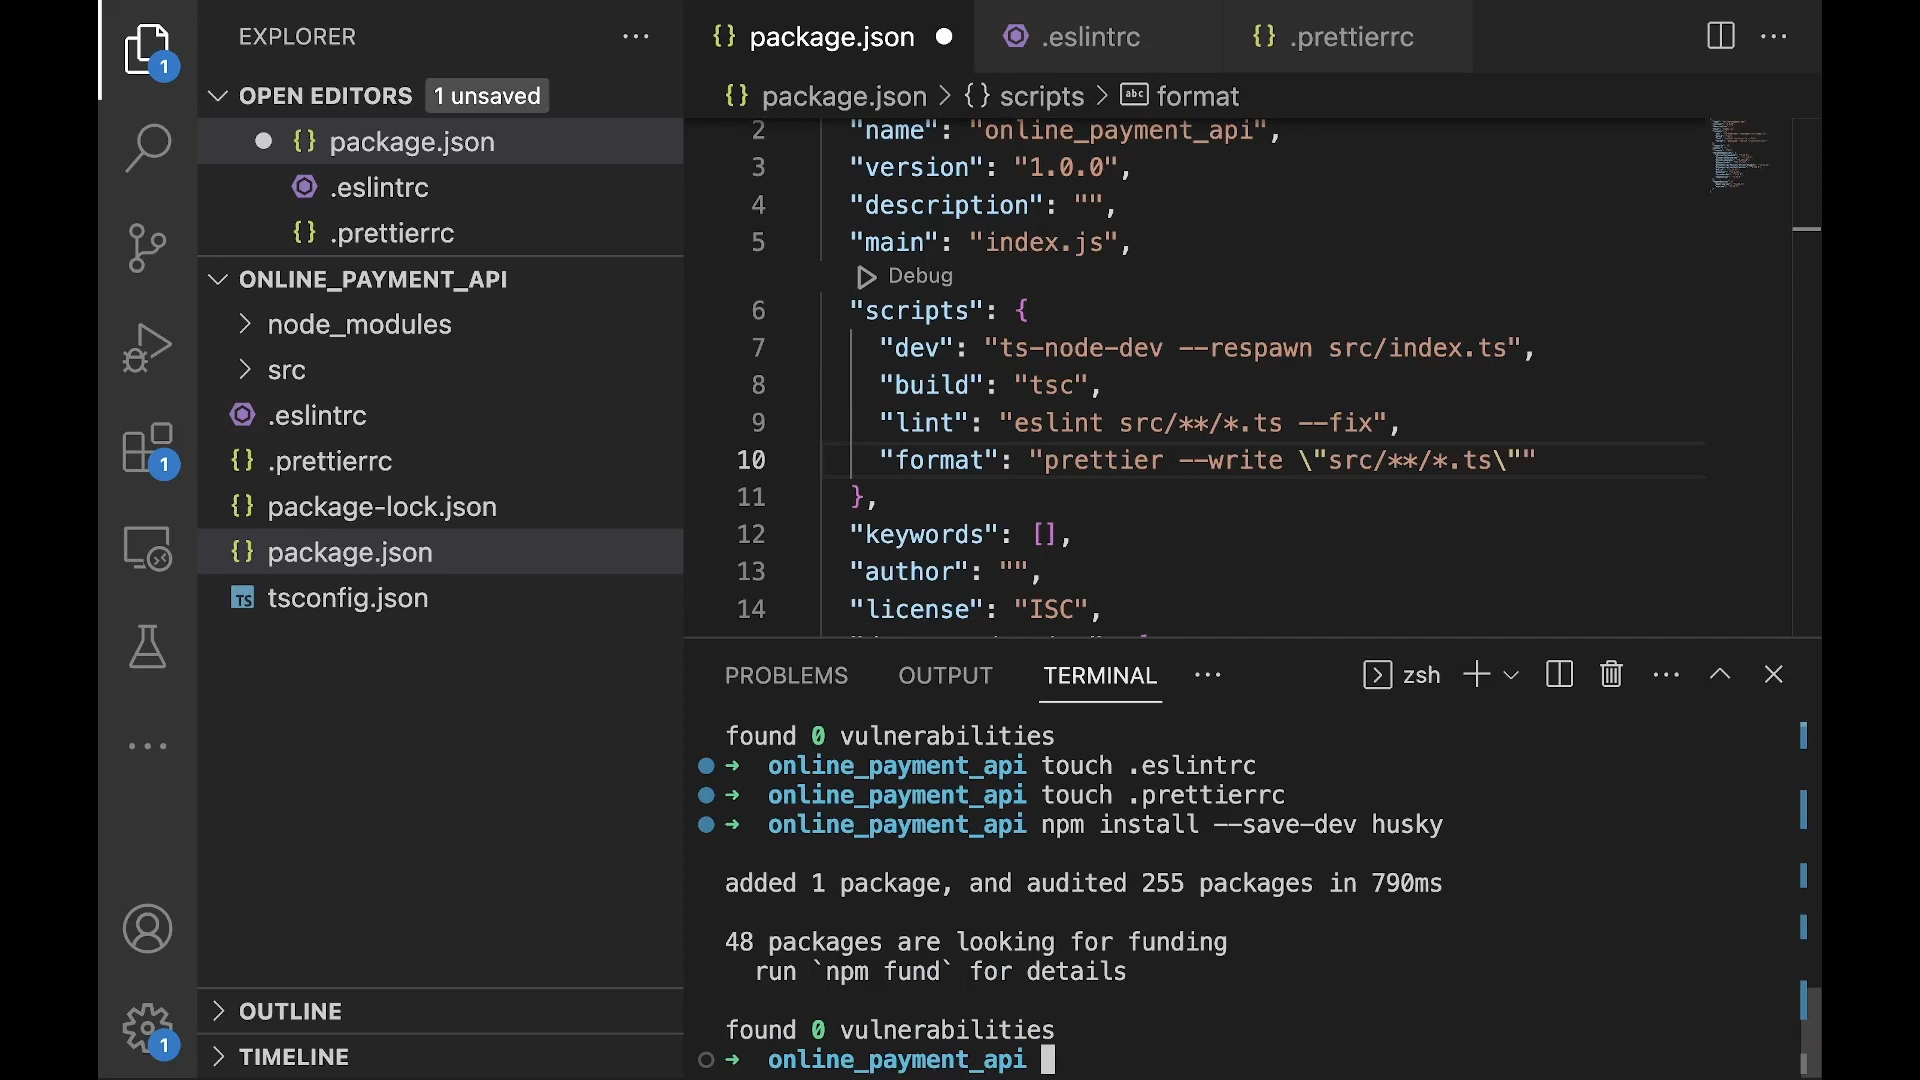 EXPLORER
OPEN EDITORS 1 unsaved
package.json
.eslintrc
.prettierrc
ONLINE_PAYMENT_API
node_modules
src
.eslintrc
.prettierrc
package-lock.json
package.json
TS tsconfig.json
OUTLINE
TIMELINE
1
1
1
package.json
.eslintrc
.prettierrc
package.json > {} scripts > abc format
2 "name": "online_payment_api",
3 "version": "1.0.0",
4 "description": "",
5 "main": "index.js",
Debug
6 "scripts": {
7 "dev": "ts-node-dev --respawn src/index.ts",
8 "build": "tsc",
9 "lint": "eslint src/**/*.ts --fix",
10 "format": "prettier --write \"src/**/*.ts\""
11 },
12 "keywords": [],
13 "author": "",
14 "license": "ISC",
PROBLEMS OUTPUT TERMINAL zsh
found 0 vulnerabilities
➜ online_payment_api touch .eslintrc
➜ online_payment_api touch .prettierrc
➜ online_payment_api npm install --save-dev husky
added 1 package, and audited 255 packages in 790ms
48 packages are looking for funding
run `npm fund` for details
found 0 vulnerabilities
➜ online_payment_api